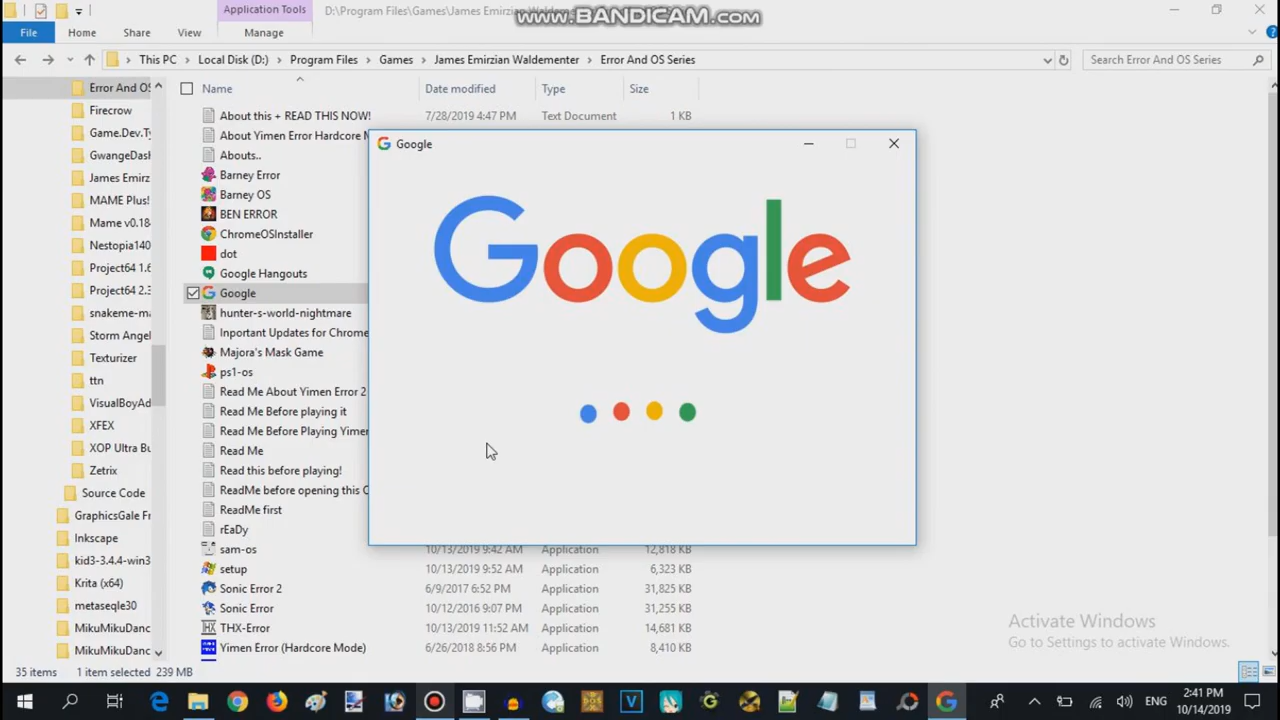 Application Tools
D:\Program Files\Games\James Emirzian Waldementer
www.BANDICAM.com
File
Home
Share
View
Manage
This PC
Local Disk (D:)
Program Files
Games
James Emirzian Waldementer
Error And OS Series
Search Error And OS Series
Error And OS
Firecrow
Game.Dev.Ty
GwangeDash
James Emirz
MAME Plus!
Mame v0.18
Nestopia140
Project64 1.6
Project64 2.3
snakeme-ma
Storm Angel
Texturizer
ttn
VisualBoyAd
XFEX
XOP Ultra Bu
Zetrix
Source Code
GraphicsGale Fr
Inkscape
kid3-3.4.4-win3
Krita (x64)
metaseqle30
MikuMikuDanc
MikuMikuDanc
Name
Date modified
Type
Size
About this + READ THIS NOW!
7/28/2019 4:47 PM
Text Document
1 KB
About Yimen Error Hardcore M
Abouts..
Barney Error
Barney OS
BEN ERROR
ChromeOSInstaller
dot
Google Hangouts
Google
hunter-s-world-nightmare
Inportant Updates for Chrome
Majora's Mask Game
ps1-os
Read Me About Yimen Error 2
Read Me Before playing it
Read Me Before Playing Yimen
Read Me
Read this before playing!
ReadMe before opening this C
ReadMe first
rEaDy
sam-os
10/13/2019 9:42 AM
Application
12,818 KB
setup
10/13/2019 9:52 AM
Application
6,323 KB
Sonic Error 2
6/9/2017 6:52 PM
Application
31,825 KB
Sonic Error
10/12/2016 9:07 PM
Application
31,255 KB
THX-Error
10/13/2019 11:52 AM
Application
14,681 KB
Yimen Error (Hardcore Mode)
6/26/2018 8:56 PM
Application
8,410 KB
Google
Google
Activate Windows
Go to Settings to activate Windows.
35 items
1 item selected 239 MB
ENG
2:41 PM
10/14/2019